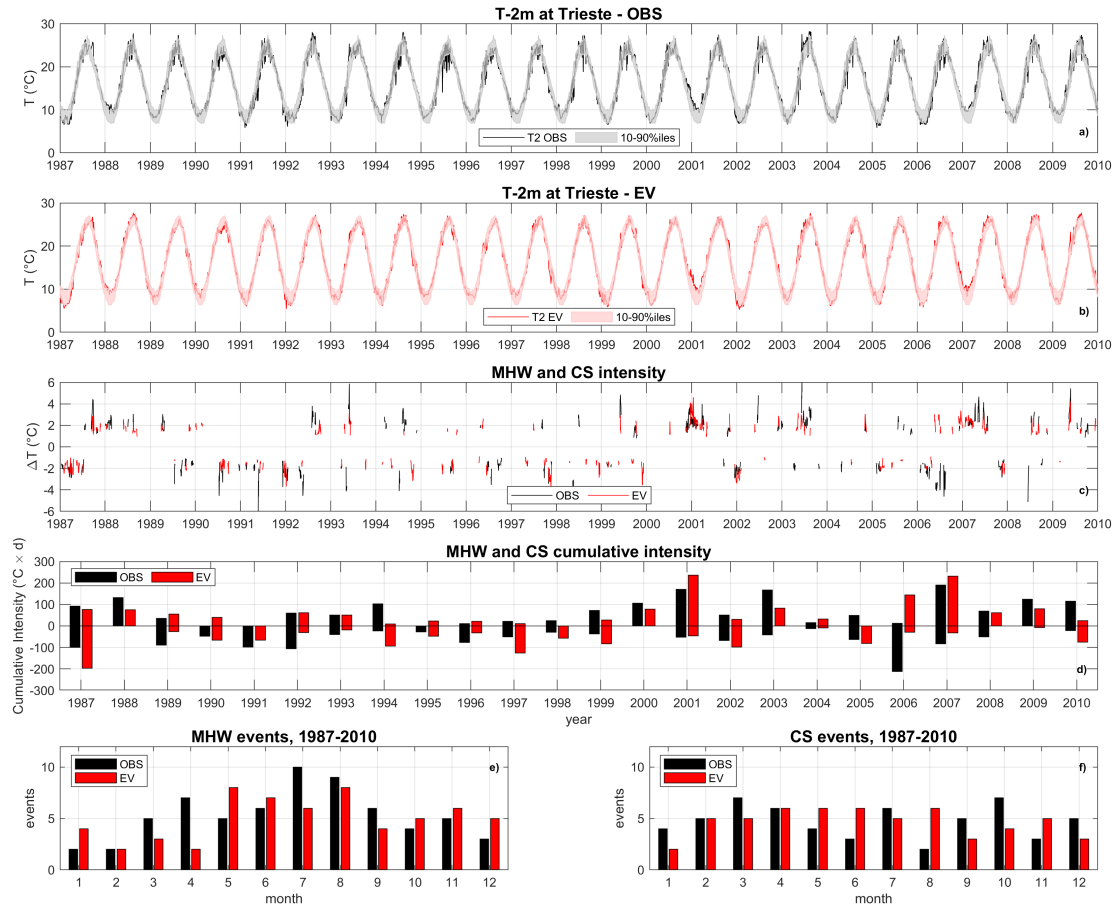 T-2m at Trieste - OBS
T (°C)
30
20
10
0
T2 OBS 10-90%iles
a)
1987 1988 1989 1990 1991 1992 1993 1994 1995 1996 1997 1998 1999 2000 2001 2002 2003 2004 2005 2006 2007 2008 2009 2010
T-2m at Trieste - EV
T (°C)
30
20
10
0
T2 EV 10-90%iles
b)
1987 1988 1989 1990 1991 1992 1993 1994 1995 1996 1997 1998 1999 2000 2001 2002 2003 2004 2005 2006 2007 2008 2009 2010
MHW and CS intensity
ΔT (°C)
6
4
2
0
-2
-4
-6
OBS EV
c)
1987 1988 1989 1990 1991 1992 1993 1994 1995 1996 1997 1998 1999 2000 2001 2002 2003 2004 2005 2006 2007 2008 2009 2010
MHW and CS cumulative intensity
Cumulative Intensity (°C × d)
300
200
100
0
-100
-200
-300
OBS EV
d)
1987 1988 1989 1990 1991 1992 1993 1994 1995 1996 1997 1998 1999 2000 2001 2002 2003 2004 2005 2006 2007 2008 2009 2010
year
MHW events, 1987-2010
events
10
5
0
OBS
EV
e)
1 2 3 4 5 6 7 8 9 10 11 12
month
CS events, 1987-2010
events
10
5
0
OBS
EV
f)
1 2 3 4 5 6 7 8 9 10 11 12
month